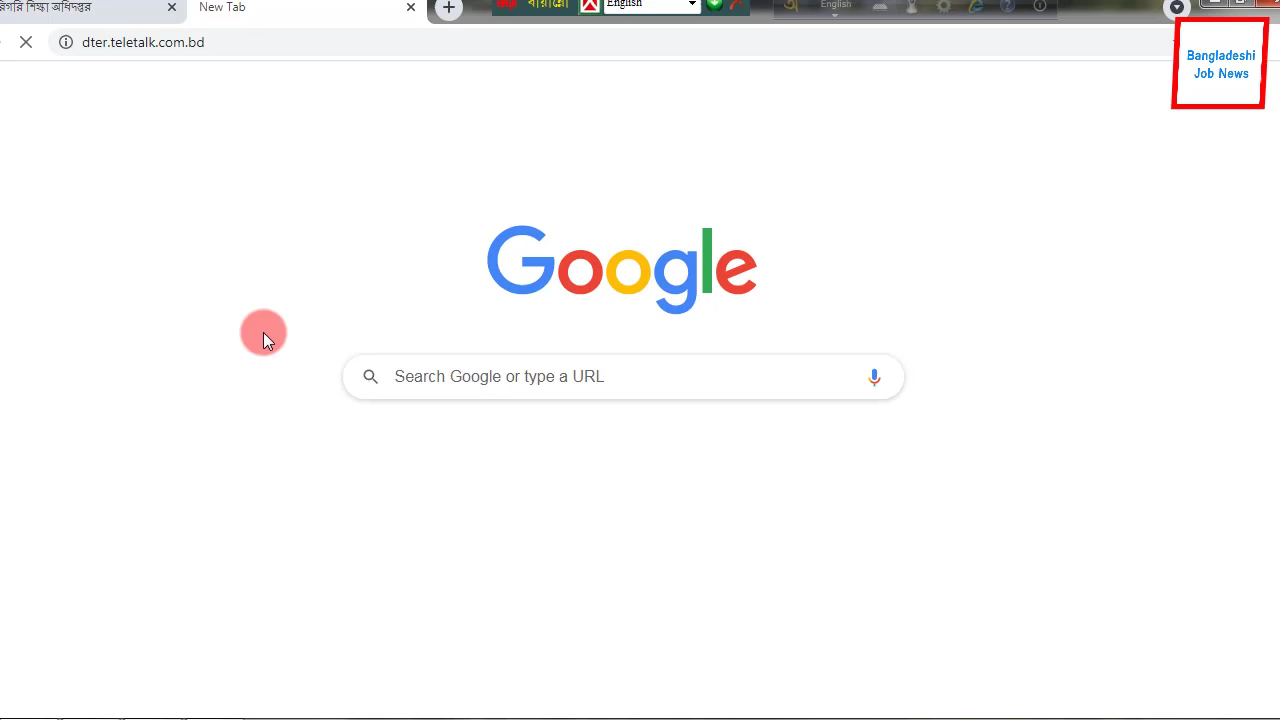 শিক্ষা অধিদপ্তর
New Tab
English
English
dter.teletalk.com.bd
Bangladeshi
Job News
Google
Search Google or type a URL